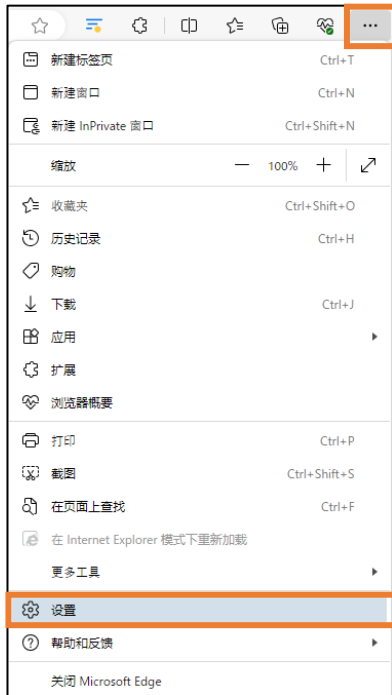 新建标签页 Ctrl+T
新建窗口 Ctrl+N
新建 InPrivate 窗口 Ctrl+Shift+N
缩放 — 100% +
收藏夹 Ctrl+Shift+O
历史记录 Ctrl+H
购物
下载 Ctrl+J
应用
扩展
浏览器概要
打印 Ctrl+P
截图 Ctrl+Shift+S
在页面上查找 Ctrl+F
在 Internet Explorer 模式下重新加载
更多工具
设置
帮助和反馈
关闭 Microsoft Edge